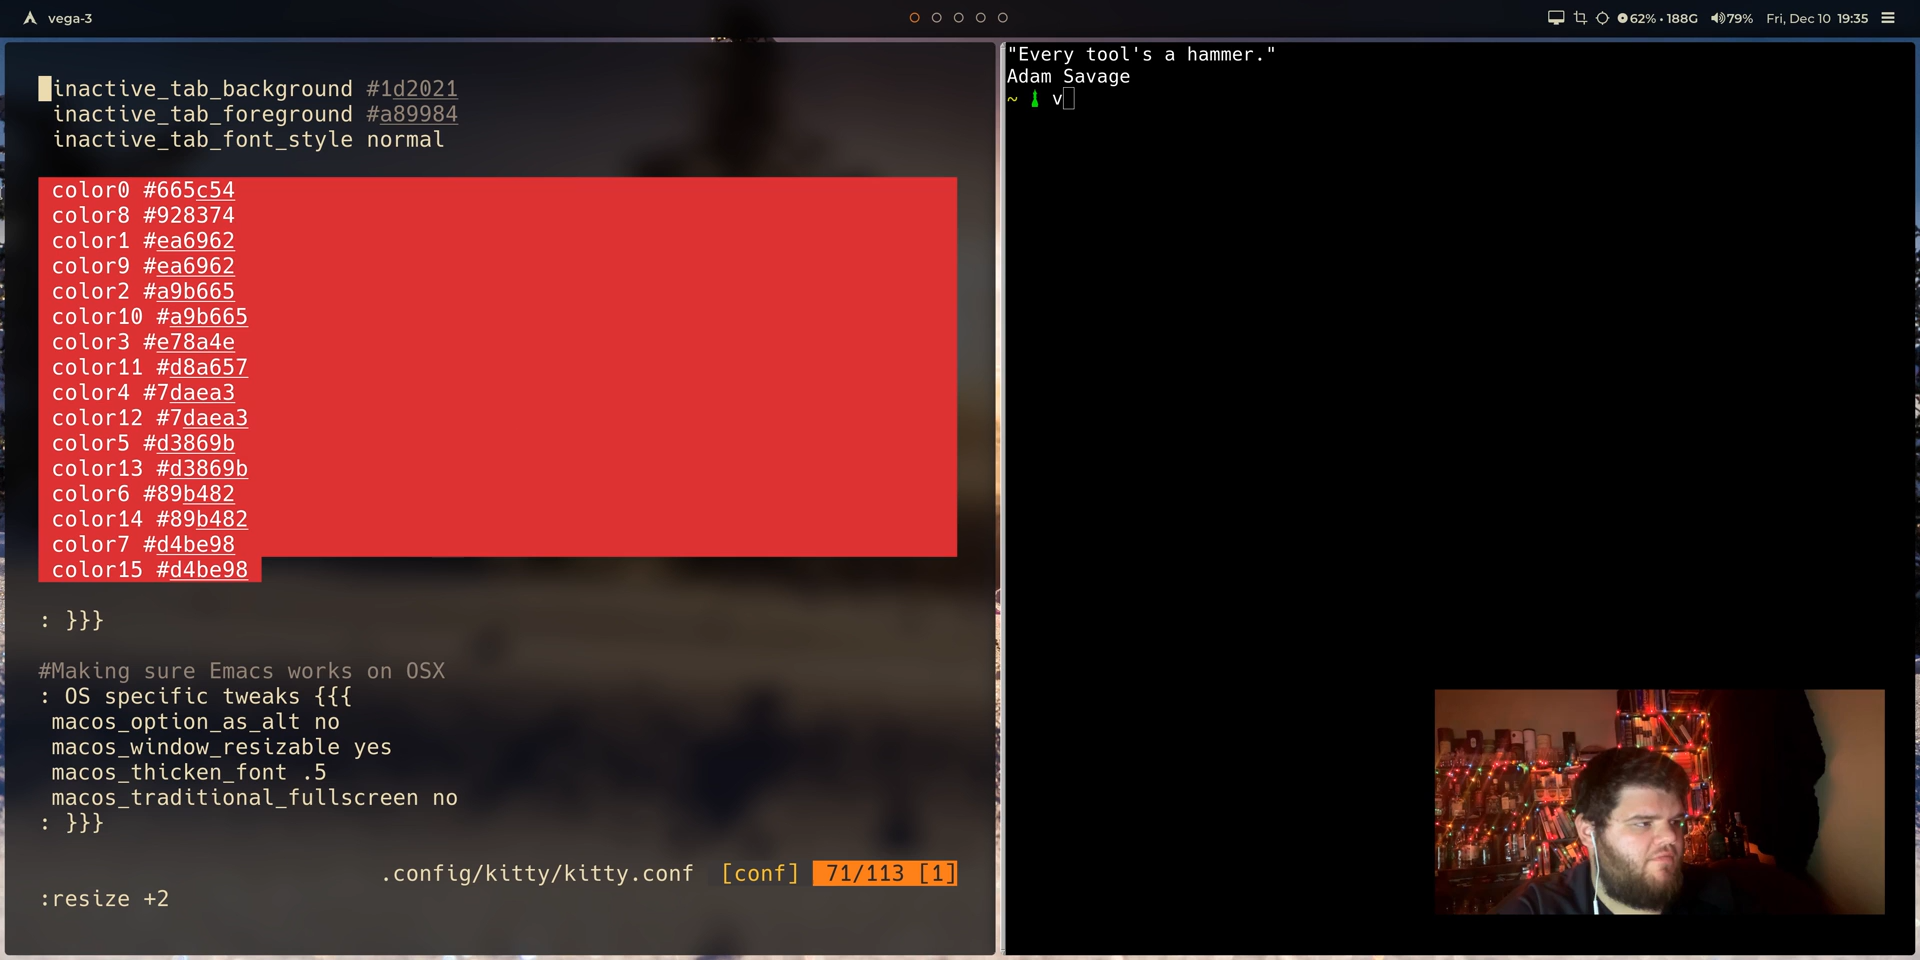 vega-3
62% • 188G 79% Fri, Dec 10 19:35
inactive_tab_background #1d2021
inactive_tab_foreground #a89984
inactive_tab_font_style normal
color0 #665c54
color8 #928374
color1 #ea6962
color9 #ea6962
color2 #a9b665
color10 #a9b665
color3 #e78a4e
color11 #d8a657
color4 #7daea3
color12 #7daea3
color5 #d3869b
color13 #d3869b
color6 #89b482
color14 #89b482
color7 #d4be98
color15 #d4be98
: }}}
#Making sure Emacs works on OSX
: OS specific tweaks {{{
macos_option_as_alt no
macos_window_resizable yes
macos_thicken_font .5
macos_traditional_fullscreen no
: }}}
.config/kitty/kitty.conf [conf] 71/113 [1]
:resize +2
"Every tool's a hammer."
Adam Savage
~ v